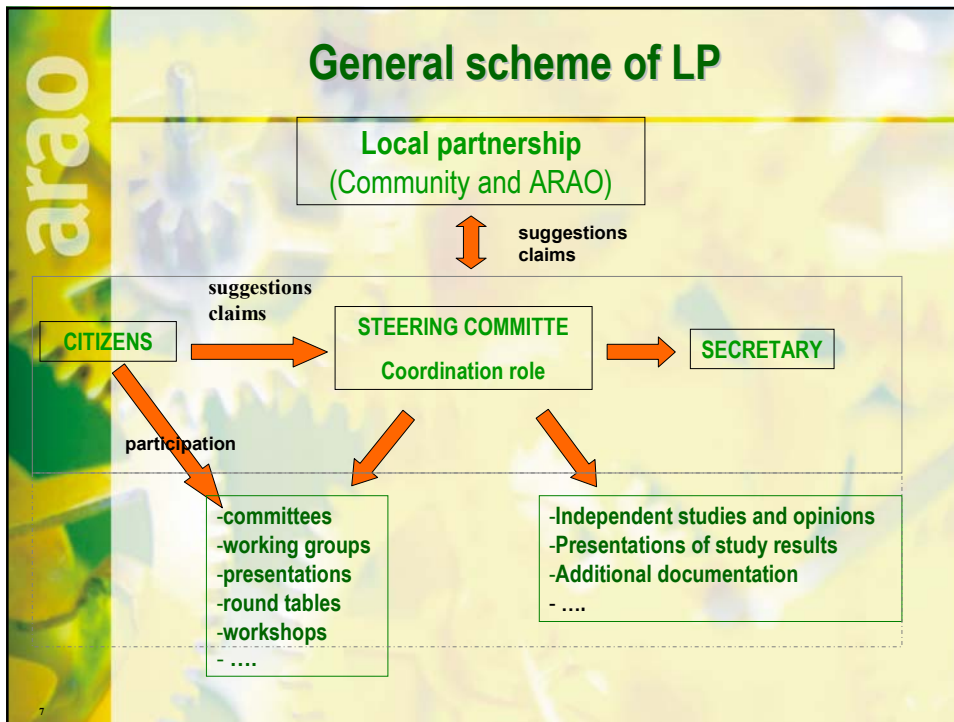 arao
General scheme of LP
Local partnership
(Community and ARAO)
suggestions
claims
suggestions
claims
CITIZENS
STEERING COMMITTE
Coordination role
SECRETARY
participation
-committees
-working groups
-presentations
-round tables
-workshops
- ....
-Independent studies and opinions
-Presentations of study results
-Additional documentation
- ....
7